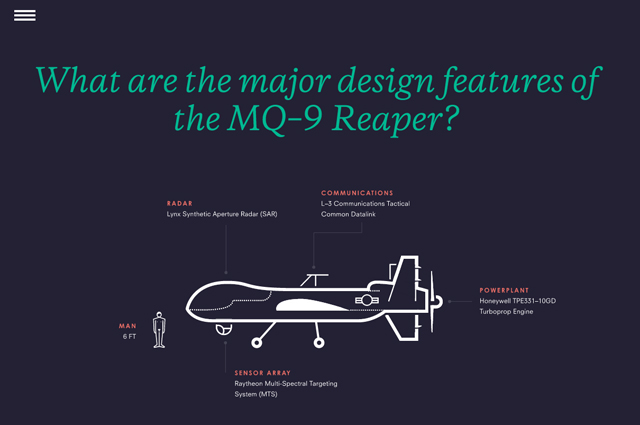 What are the major design features of
the MQ-9 Reaper?
COMMUNICATIONS
L-3 Communications Tactical
Common Datalink
RADAR
Lynx Synthetic Aperture Radar (SAR)
POWERPLANT
Honeywell TPE331-10GD
Turboprop Engine
MAN
6 FT
SENSOR ARRAY
Raytheon Multi-Spectral Targeting
System (MTS)